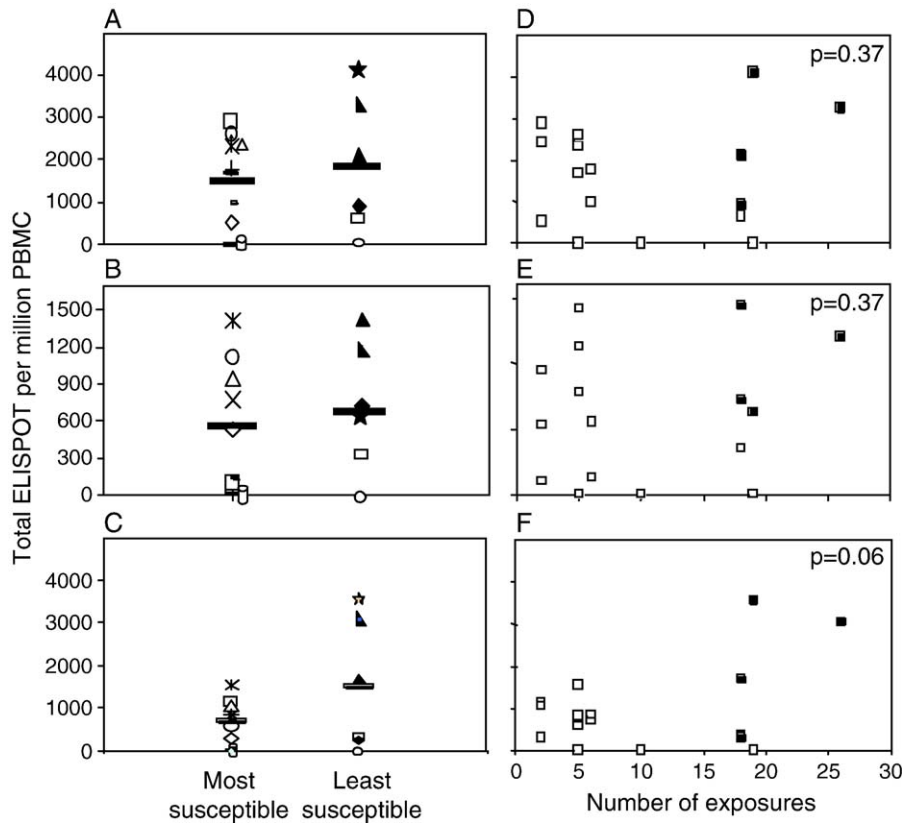 A
D
4000
3000
2000
1000
0
p=0.37
B
E
1500
1200
900
600
300
0
p=0.37
C
F
4000
3000
2000
1000
0
p=0.06
Total ELISPOT per million PBMC
Most susceptible
Least susceptible
0 5 10 15 20 25 30
Number of exposures